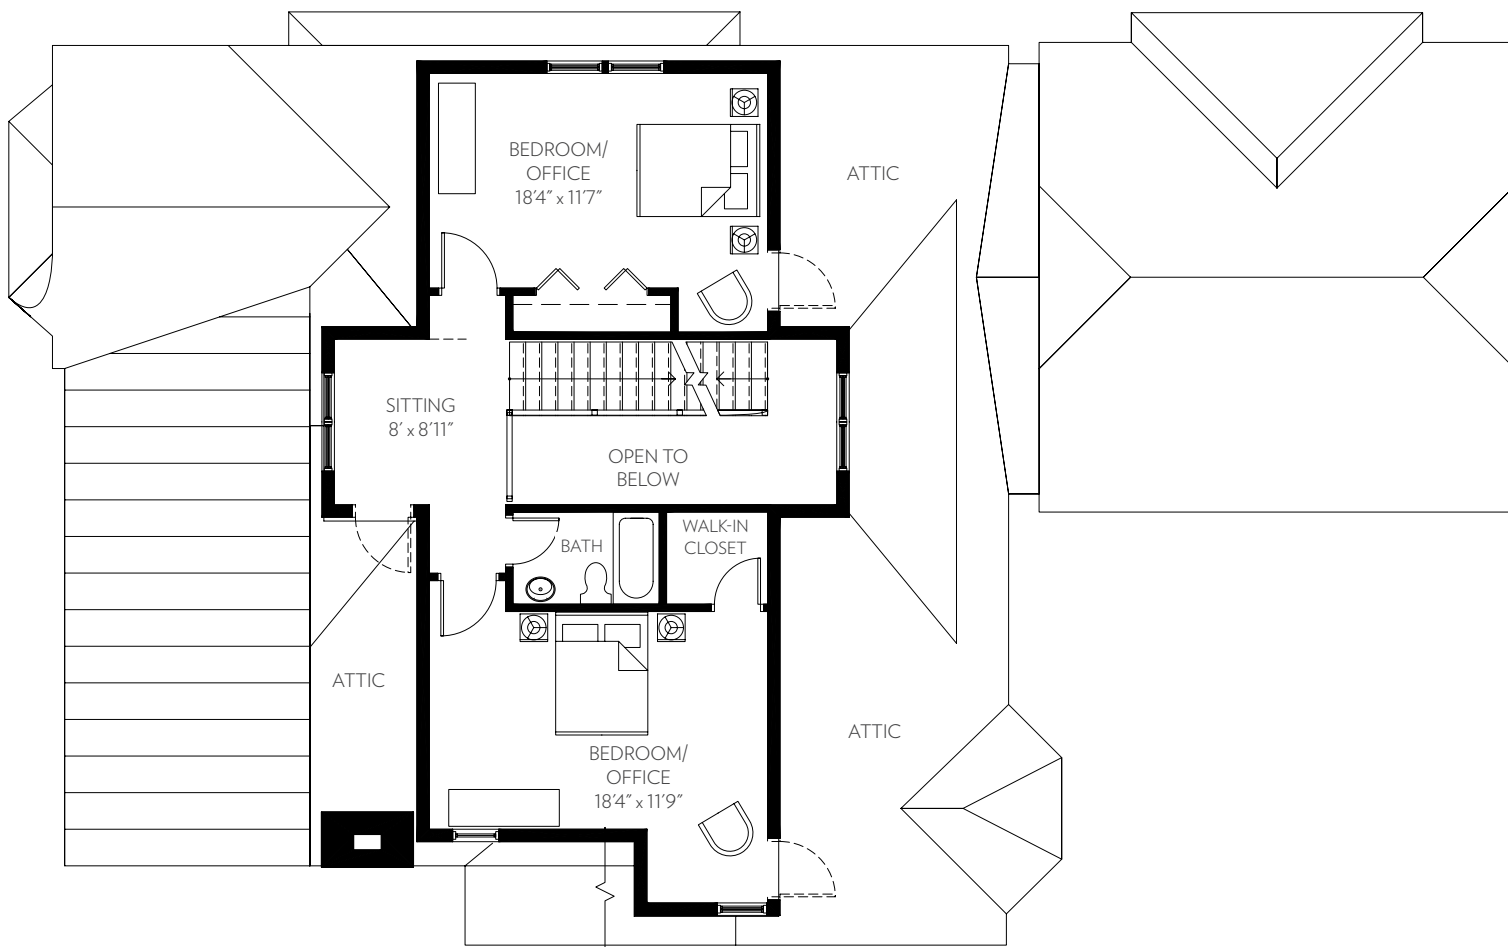 BEDROOM/
OFFICE
18'4" x 11'7"
ATTIC
SITTING
8' x 8'11"
OPEN TO
BELOW
WALK-IN
CLOSET
BATH
ATTIC
ATTIC
BEDROOM/
OFFICE
18'4" x 11'9"